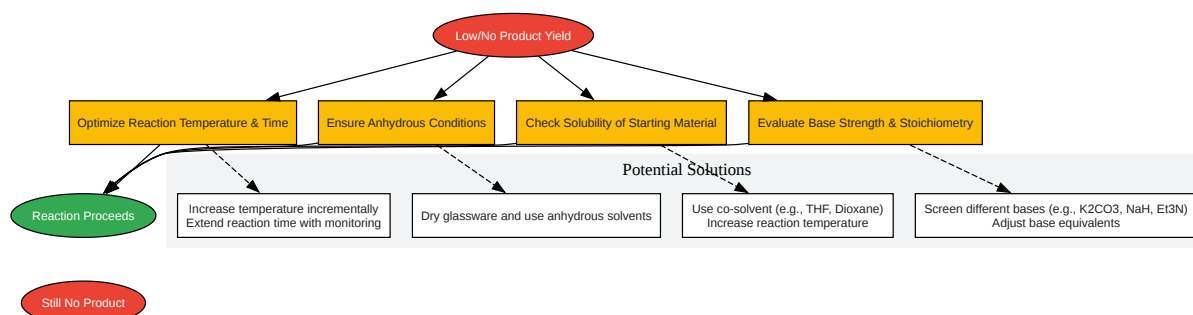 Low/No Product Yield
Optimize Reaction Temperature & Time
Ensure Anhydrous Conditions
Check Solubility of Starting Material
Evaluate Base Strength & Stoichiometry
Potential Solutions
Reaction Proceeds
Increase temperature incrementally
Extend reaction time with monitoring
Dry glassware and use anhydrous solvents
Use co-solvent (e.g., THF, Dioxane)
Increase reaction temperature
Screen different bases (e.g., K2CO3, NaH, Et3N)
Adjust base equivalents
Still No Product